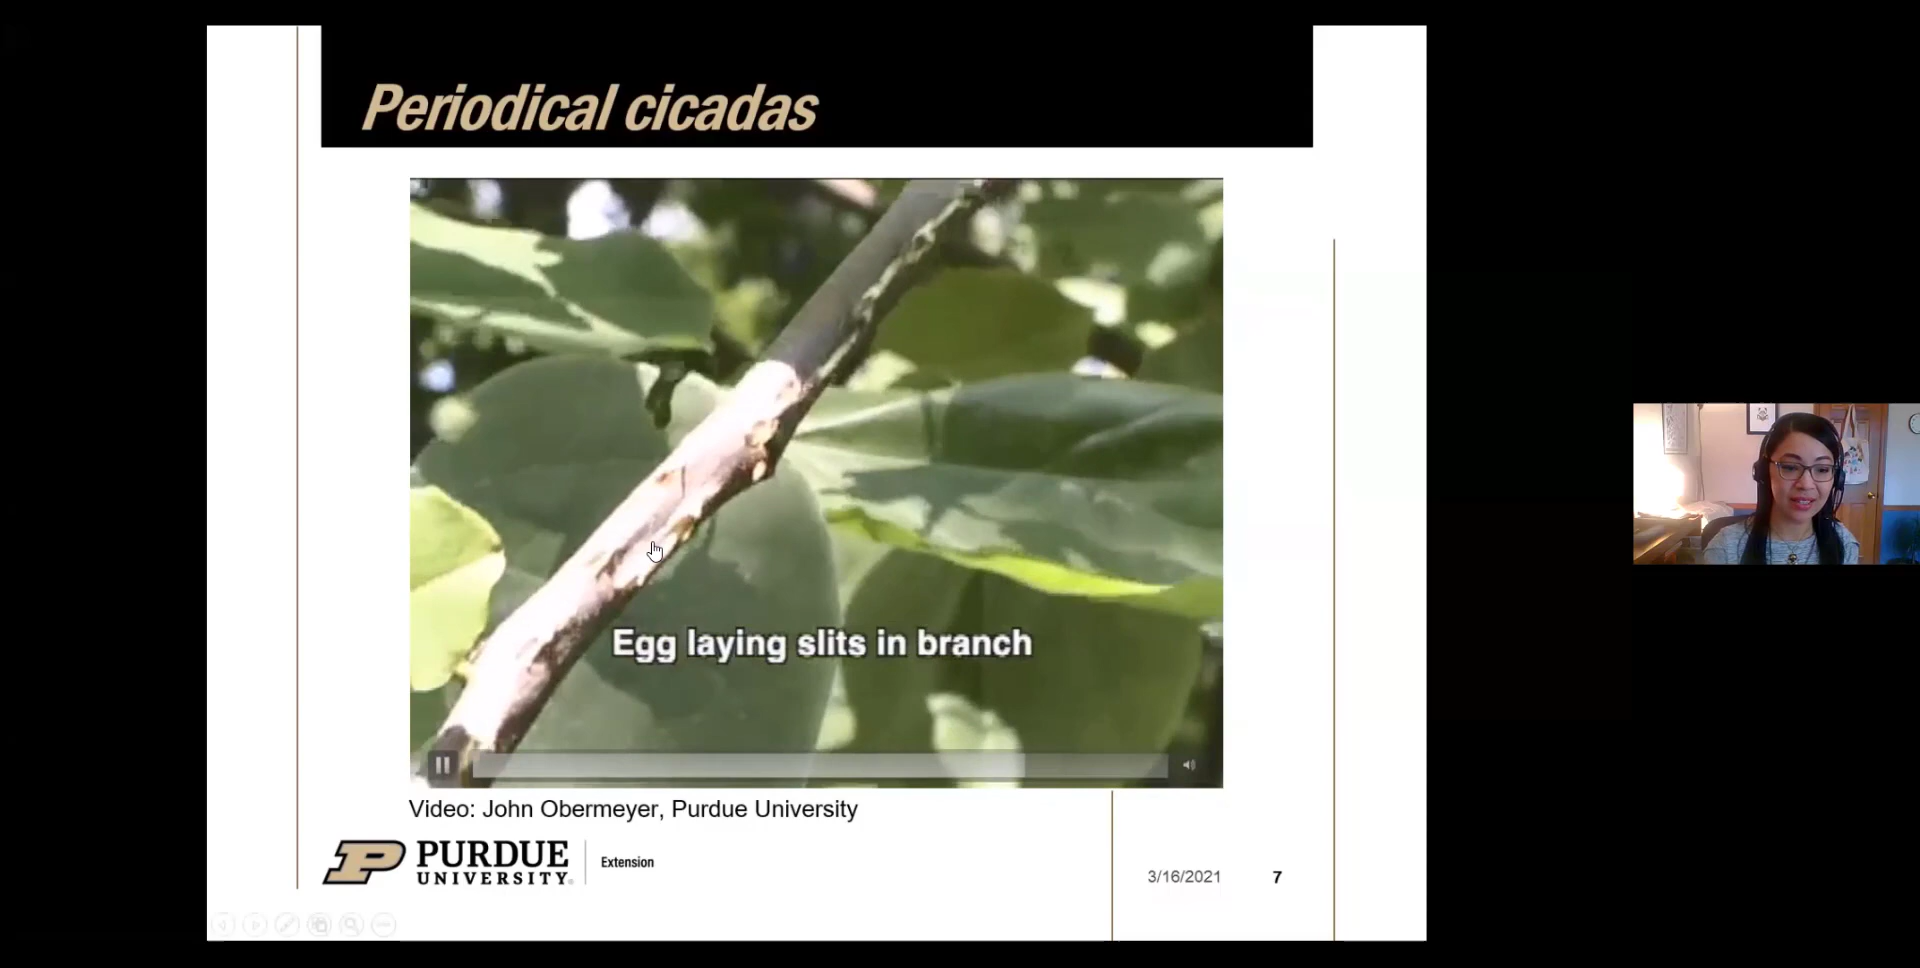 Periodical cicadas
Egg laying slits in branch
Video: John Obermeyer, Purdue University
PURDUE
UNIVERSITY
Extension
3/16/2021
7